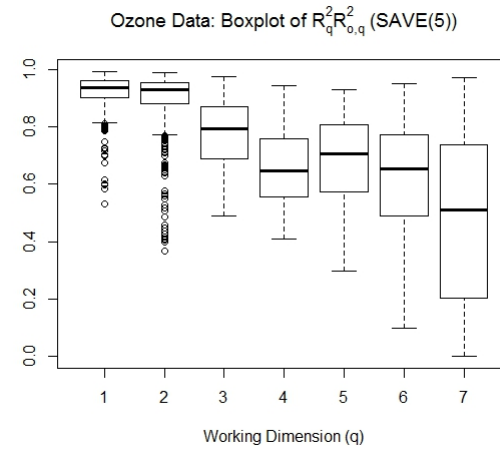 Ozone Data: Boxplot of R²qR²o,q (SAVE(5))
1.0
0.8
0.6
0.4
0.2
0.0
1 2 3 4 5 6 7
Working Dimension (q)